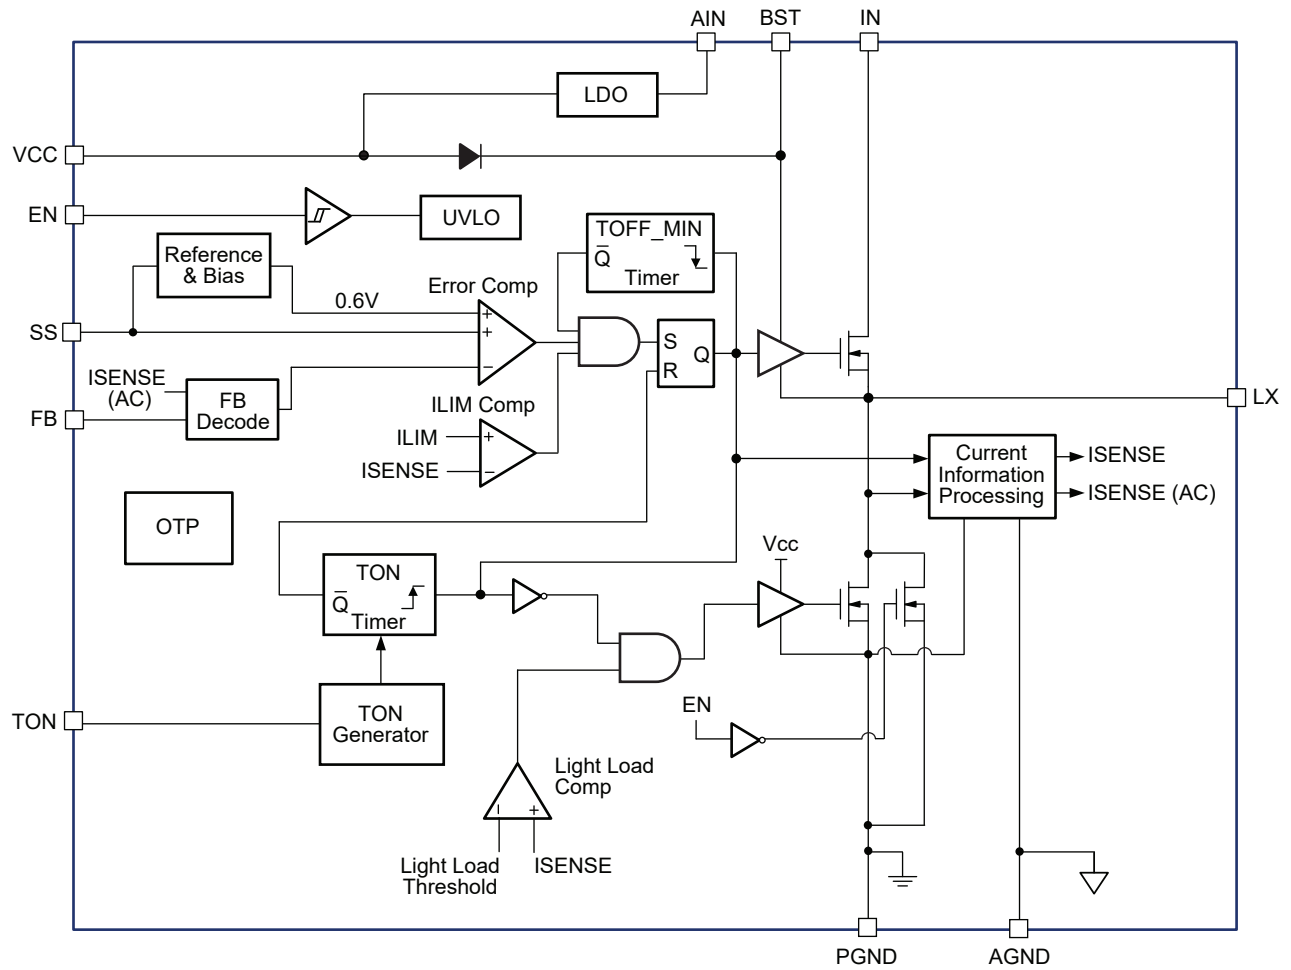 AIN
BST
IN
LDO
VCC
EN
UVLO
TOFF_MIN
Q
Timer
Reference
& Bias
Error Comp
0.6V
+
SS
+
S
Q
R
−
ISENSE
(AC)
FB
Decode
FB
LX
ILIM Comp
ILIM
+
ISENSE
−
Current
Information
Processing
ISENSE
ISENSE (AC)
OTP
Vcc
TON
Q
Timer
TON
TON
Generator
EN
Light Load
Comp
−
+
Light Load
Threshold
ISENSE
PGND
AGND